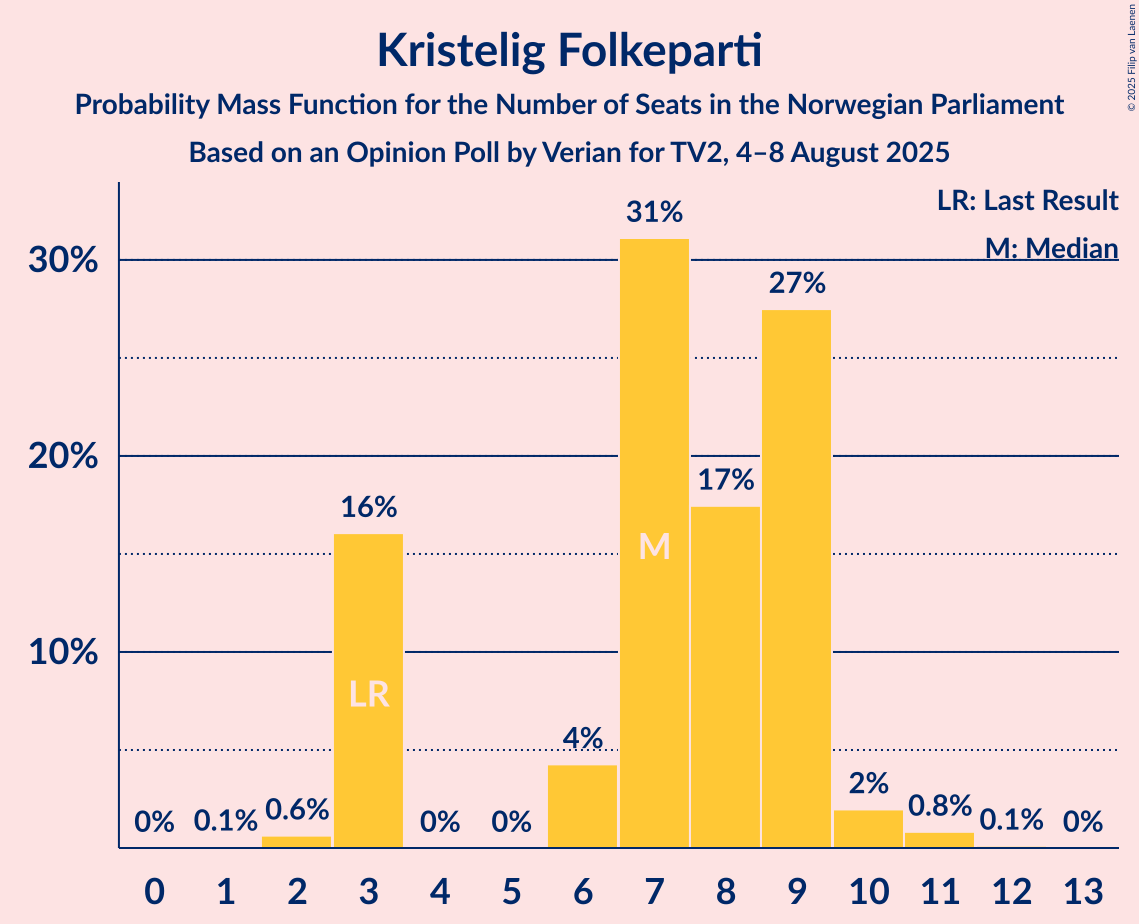 Kristelig Folkeparti
Probability Mass Function for the Number of Seats in the Norwegian Parliament
Based on an Opinion Poll by Verian for TV2, 4–8 August 2025
© 2025 Filip van Laenen
LR: Last Result
M: Median
31%
30%
27%
20%
17%
16%
M
10%
LR
4%
2%
0% 0.1% 0.6% 0% 0% 0.8% 0.1% 0%
0 1 2 3 4 5 6 7 8 9 10 11 12 13